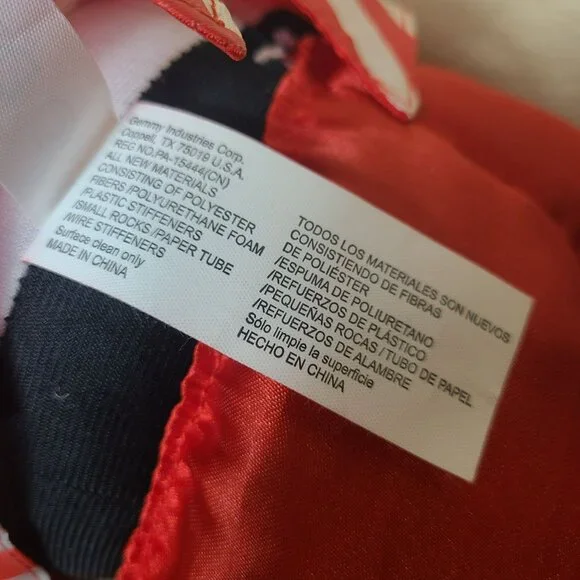 Gemmy Industries Corp.
Coppell, TX 75019 U.S.A.
REG NO.PA-15444(CN)
ALL NEW MATERIALS
CONSISTING OF POLYESTER
FIBERS/POLYURETHANE FOAM
/PLASTIC STIFFENERS
/SMALL ROCKS/PAPER TUBE
/WIRE STIFFENERS
Surface clean only
MADE IN CHINA
TODOS LOS MATERIALES SON NUEVOS
CONSISTIENDO DE FIBRAS
DE POLIÉSTER
/ESPUMA DE POLIURETANO
/REFUERZOS DE PLÁSTICO
/PEQUEÑAS ROCAS/TUBO DE PAPEL
/REFUERZOS DE ALAMBRE
Sólo limpie la superficie
HECHO EN CHINA